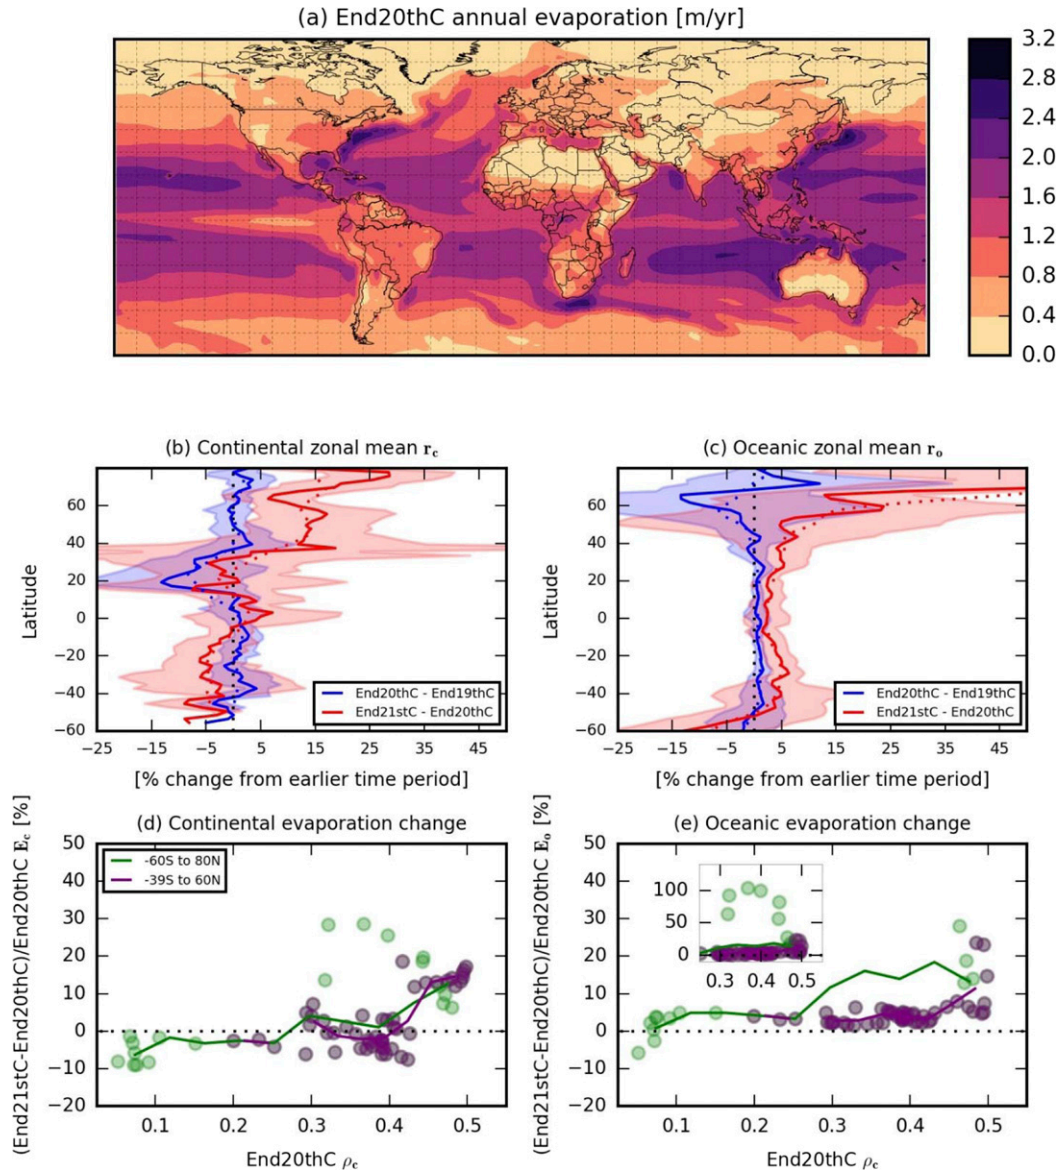 (a) End20thC annual evaporation [m/yr]
3.2
2.8
2.4
2.0
1.6
1.2
0.8
0.4
0.0
(b) Continental zonal mean r_c
Latitude
60
40
20
0
−20
−40
−60
End20thC - End19thC
End21stC - End20thC
−25 −15 −5 5 15 25 35 45
[% change from earlier time period]
(c) Oceanic zonal mean r_o
Latitude
60
40
20
0
−20
−40
−60
End20thC - End19thC
End21stC - End20thC
−25 −15 −5 5 15 25 35 45
[% change from earlier time period]
(d) Continental evaporation change
(End21stC-End20thC)/End20thC E_c [%]
50
40
30
20
10
0
−10
−20
-60S to 80N
-39S to 60N
0.1 0.2 0.3 0.4 0.5
End20thC ρ_c
(e) Oceanic evaporation change
(End21stC-End20thC)/End20thC E_o [%]
50
40
30
20
10
0
−10
−20
100
50
0
0.3 0.4 0.5
0.1 0.2 0.3 0.4 0.5
End20thC ρ_c